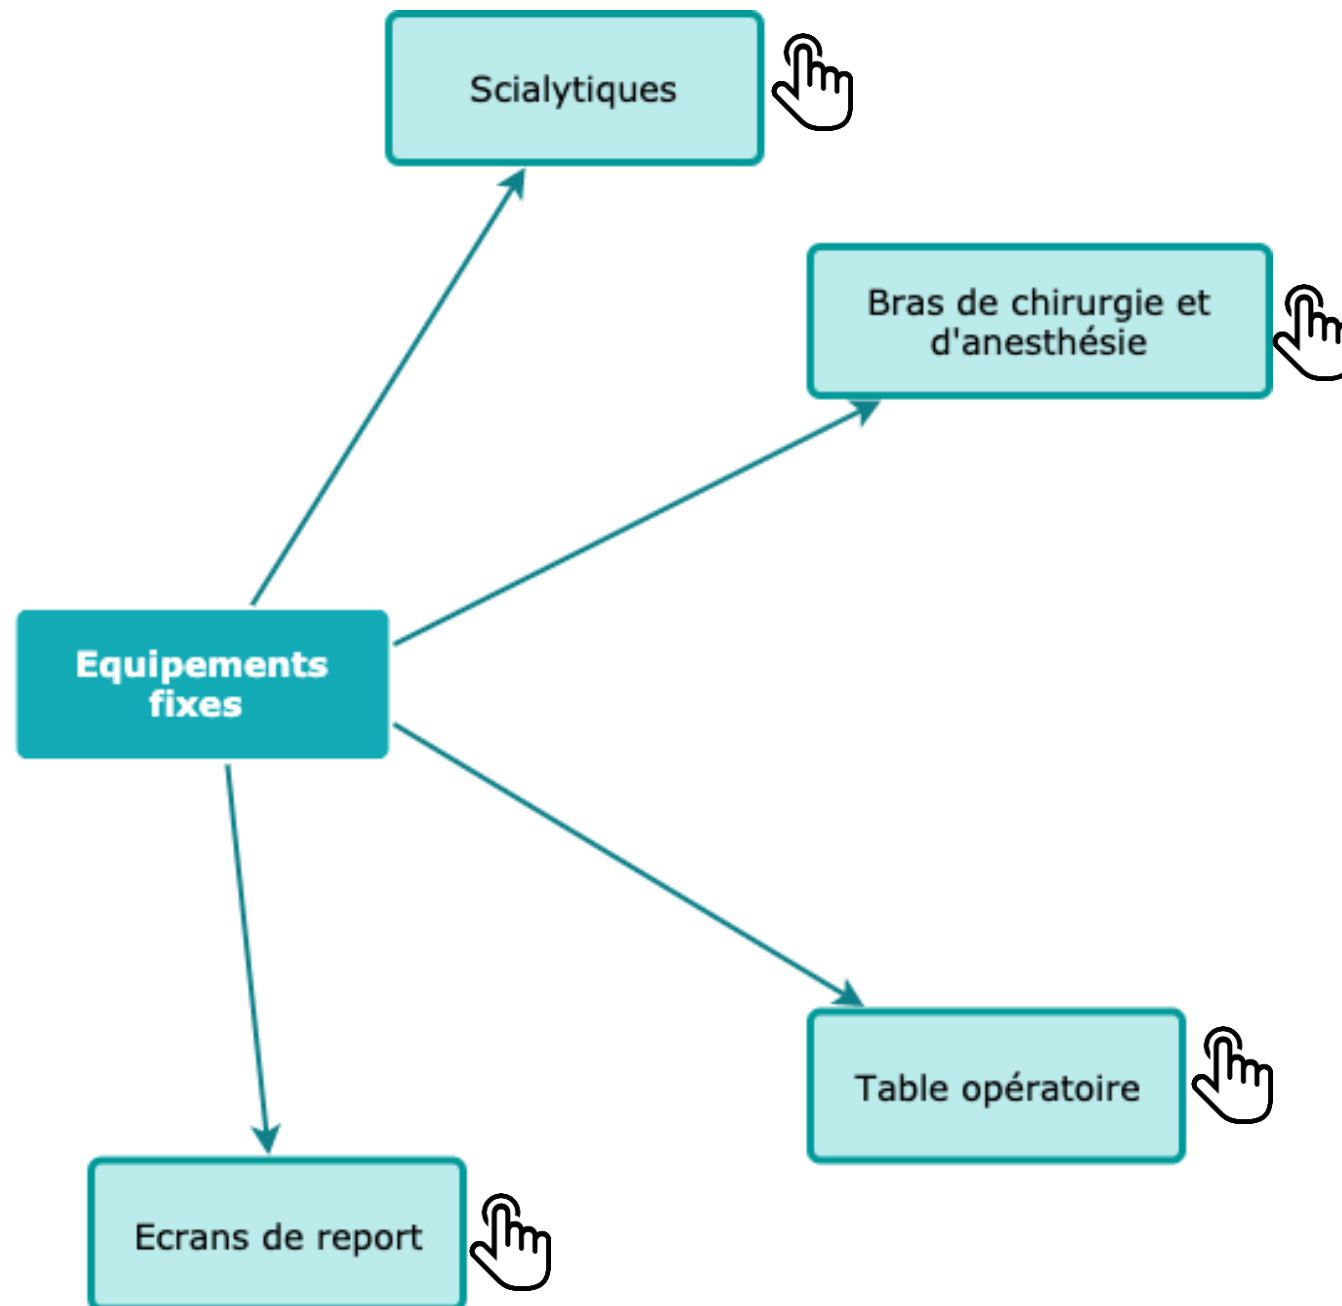 Scialytiques
Bras de chirurgie et
d'anesthésie
Equipements
fixes
Table opératoire
Ecrans de report